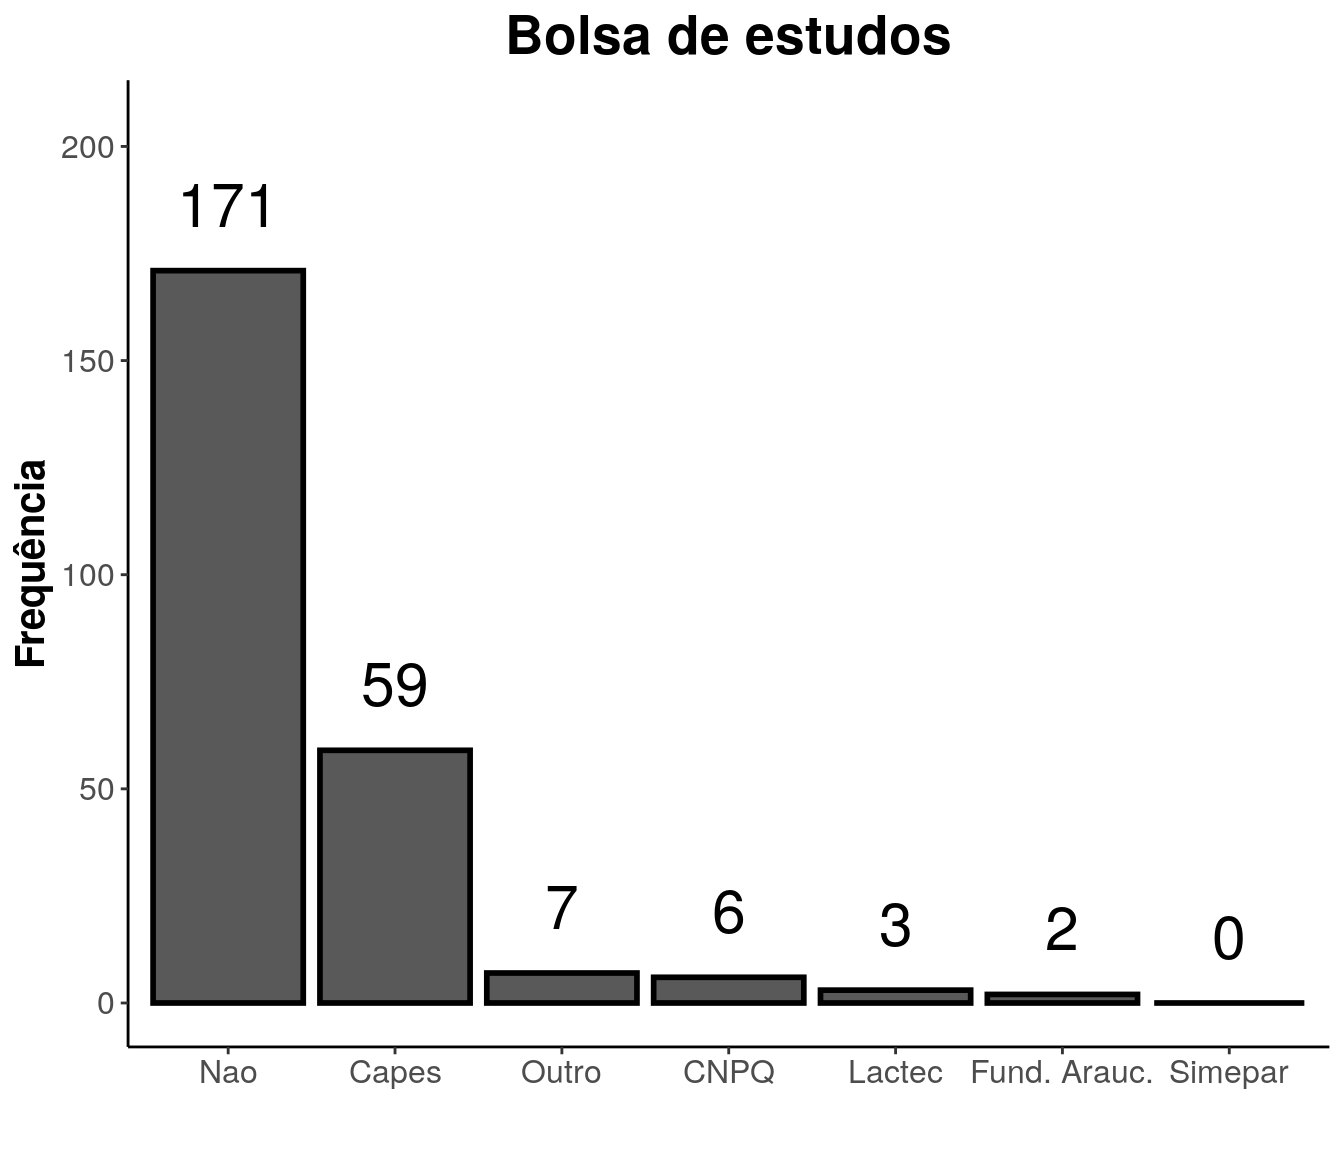 Bolsa de estudos
Frequência
200
150
100
50
0
171
59
7
6
3
2
0
Nao
Capes
Outro
CNPQ
Lactec
Fund. Arauc.
Simepar